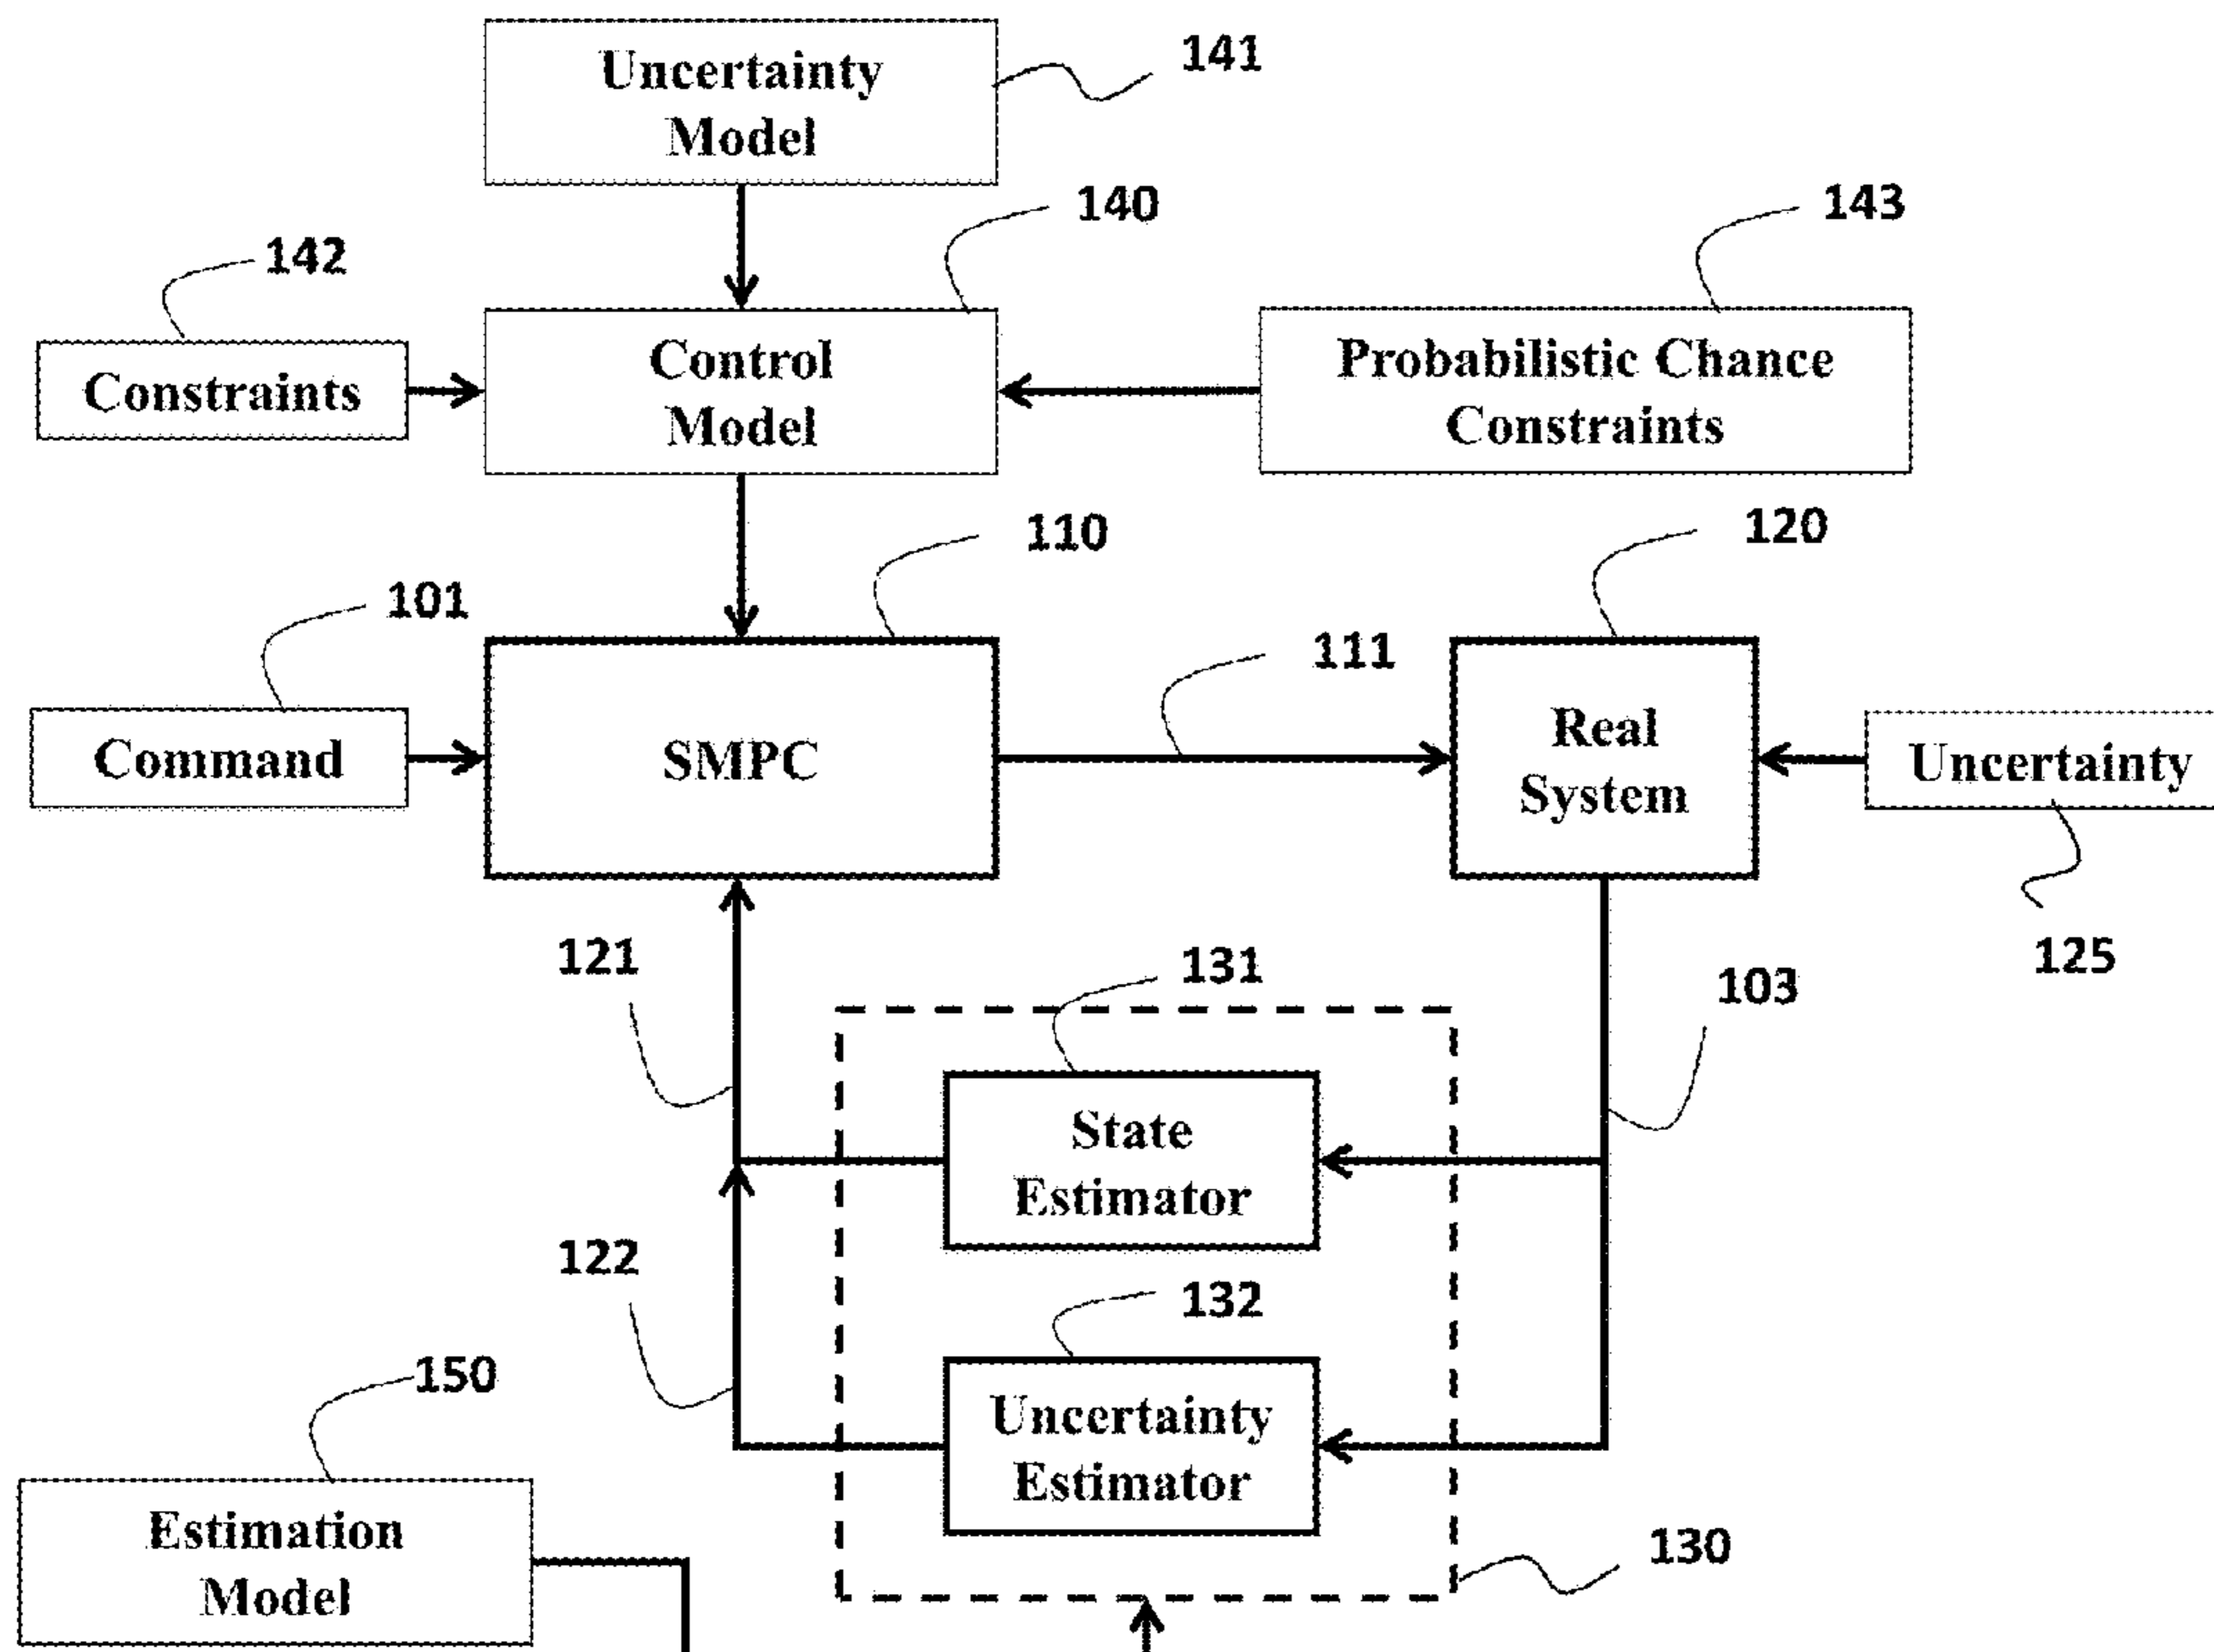 Uncertainty
Model
141
140
143
142
Constraints
Control
Model
Probabilistic Chance
Constraints
110
120
101
111
Command
SMPC
Real
System
Uncertainty
125
121
131
103
State
Estimator
122
132
150
Uncertainty
Estimator
Estimation
Model
130